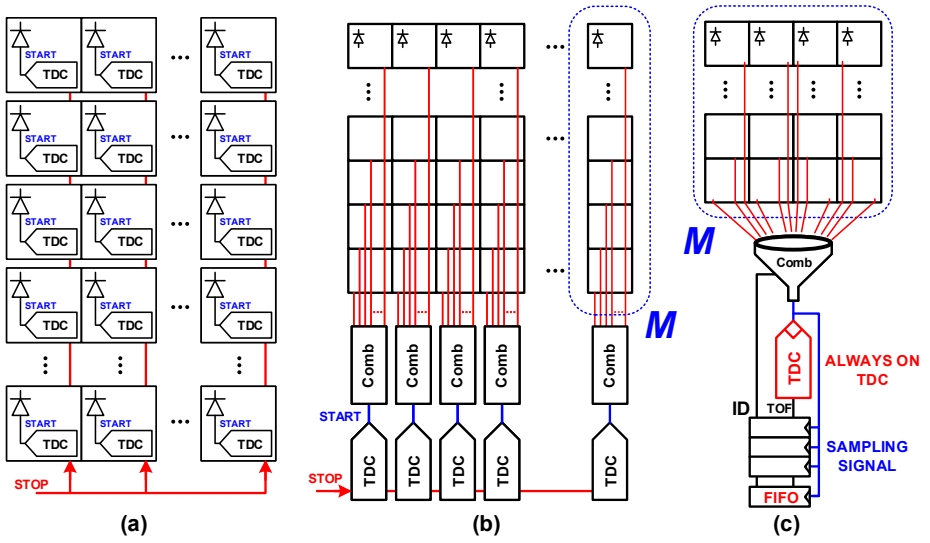 START START START
TDC TDC TDC
START START START
TDC TDC TDC
START START START
TDC TDC TDC
START START START
TDC TDC TDC
START START START
TDC TDC TDC
STOP
(a)
M
Comb Comb Comb Comb Comb
START
TDC TDC TDC TDC TDC
STOP
(b)
M
Comb
TDC
ALWAYS ON
TDC
ID
TOF
SAMPLING
SIGNAL
FIFO
(c)